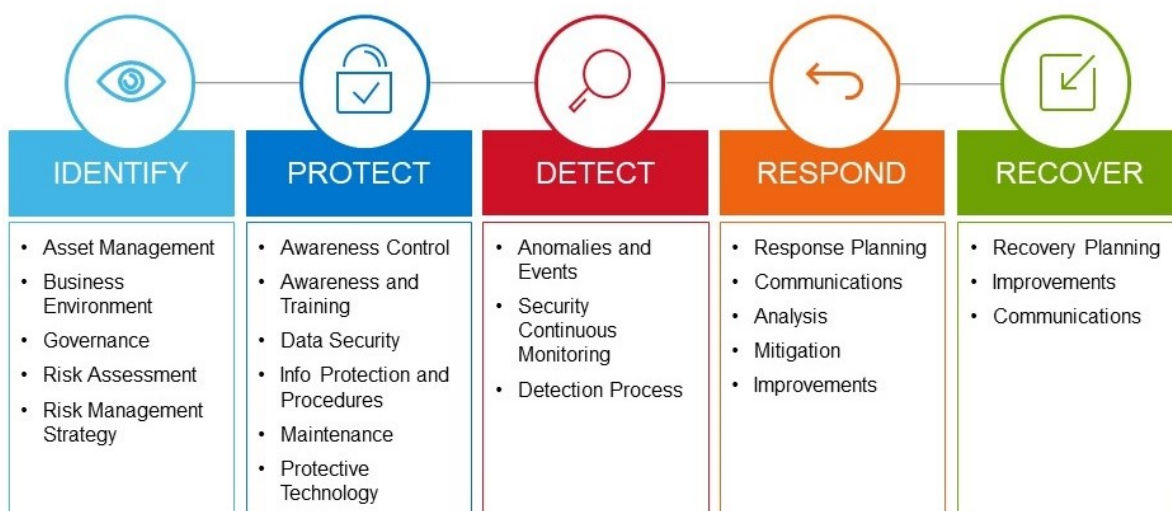 IDENTIFY
• Asset Management
• Business
Environment
• Governance
• Risk Assessment
• Risk Management
Strategy
PROTECT
• Awareness Control
• Awareness and
Training
• Data Security
• Info Protection and
Procedures
• Maintenance
• Protective
Technology
DETECT
• Anomalies and
Events
• Security
Continuous
Monitoring
• Detection Process
RESPOND
• Response Planning
• Communications
• Analysis
• Mitigation
• Improvements
RECOVER
• Recovery Planning
• Improvements
• Communications